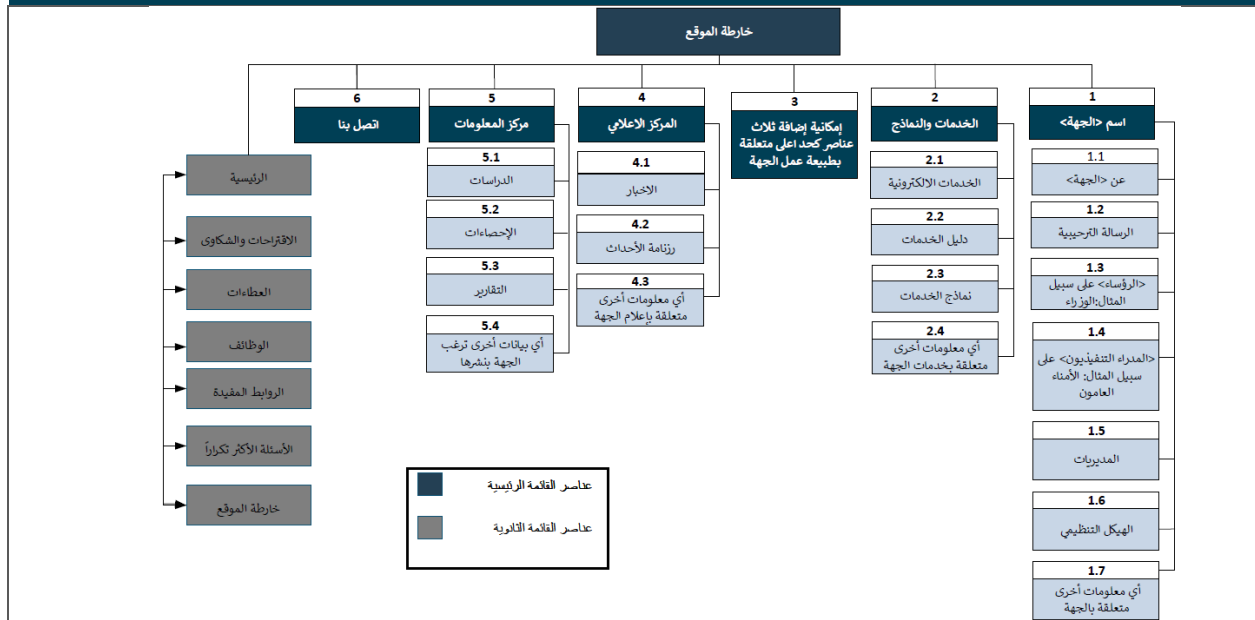 خارطة الموقع
1
اسم <الجهة>
1.1
عن <الجهة>
1.2
الرسالة الترحيبية
1.3
<الرؤساء> على سبيل
المثال:الوزراء
1.4
<المدراء التنفيذيون> على
سبيل المثال: الأمناء
العامون
1.5
المديريات
1.6
الهيكل التنظيمي
1.7
أي معلومات أخرى
متعلقة بالجهة
2
الخدمات والنماذج
2.1
الخدمات الالكترونية
2.2
دليل الخدمات
2.3
نماذج الخدمات
2.4
أي معلومات أخرى
متعلقة بخدمات الجهة
3
إمكانية إضافة ثلاث
عناصر كحد اعلى متعلقة
بطبيعة عمل الجهة
4
المركز الاعلامي
4.1
الاخبار
4.2
رزنامة الأحداث
4.3
أي معلومات أخرى
متعلقة بإعلام الجهة
5
مركز المعلومات
5.1
الدراسات
5.2
الإحصاءات
5.3
التقارير
5.4
أي بيانات أخرى ترغب
الجهة بنشرها
6
اتصل بنا
الرئيسية
الاقتراحات والشكاوى
العطاءات
الوظائف
الروابط المفيدة
الأسئلة الأكثر تكراراً
خارطة الموقع
عناصر القائمة الرئيسية
عناصر القائمة الثانوية